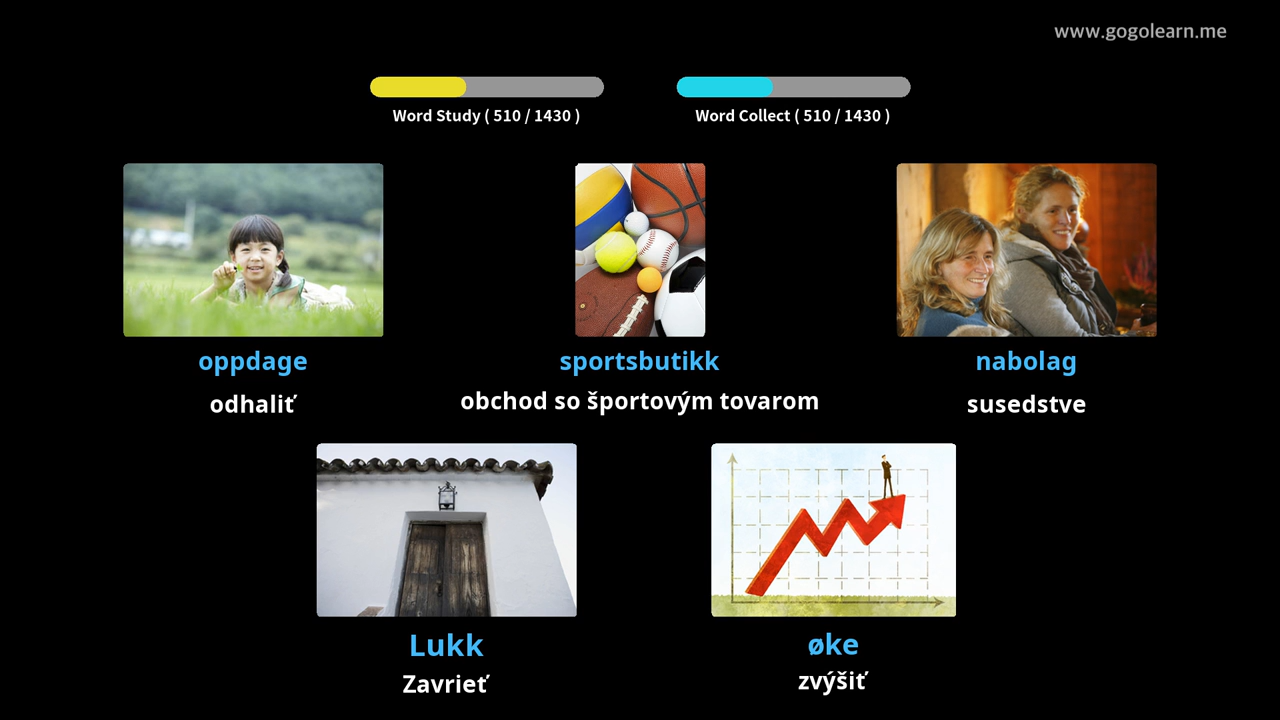 www.gogolearn.me
Word Study ( 510 / 1430 )
Word Collect ( 510 / 1430 )
oppdage
sportsbutikk
nabolag
odhaliť
obchod so športovým tovarom
susedstve
Lukk
øke
Zavrieť
zvýšiť